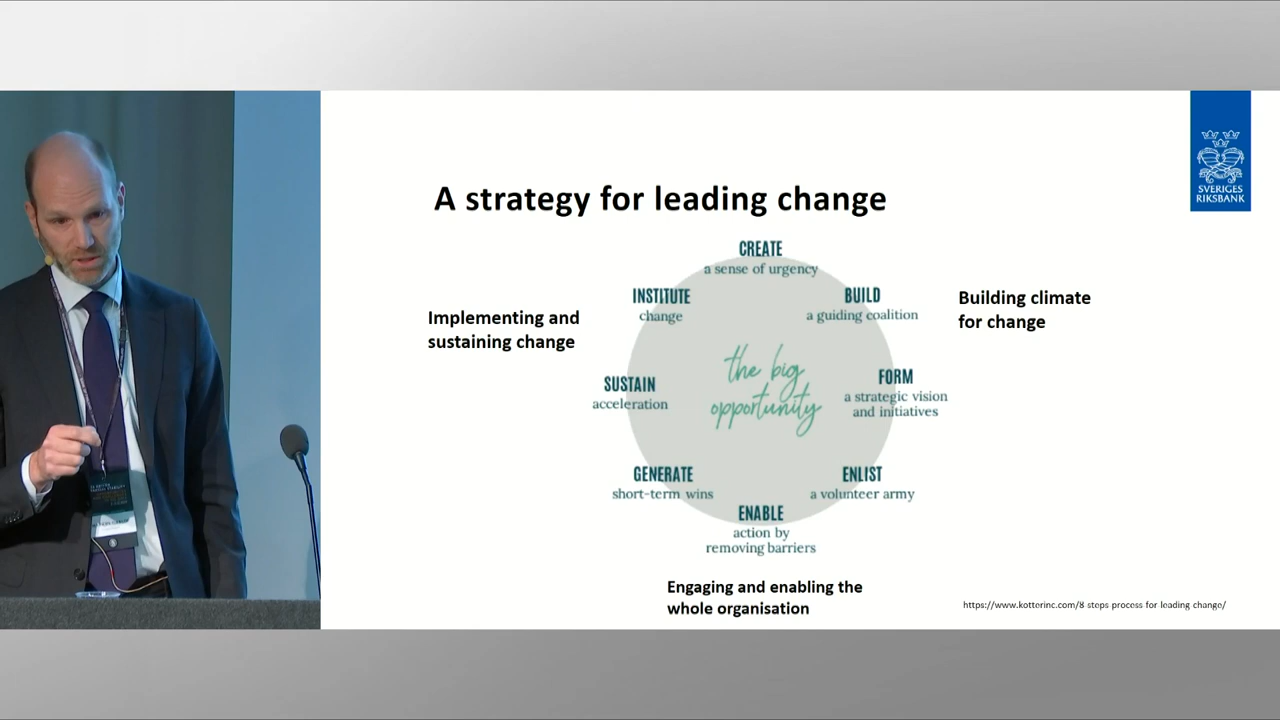 SVERIGES
RIKSBANK
A strategy for leading change
CREATE
a sense of urgency
INSTITUTE
change
BUILD
a guiding coalition
Implementing and
sustaining change
Building climate
for change
the big
opportunity
SUSTAIN
acceleration
FORM
a strategic vision
and initiatives
GENERATE
short-term wins
ENLIST
a volunteer army
ENABLE
action by
removing barriers
Engaging and enabling the
whole organisation
https://www.kotterinc.com/8 steps process for leading change/